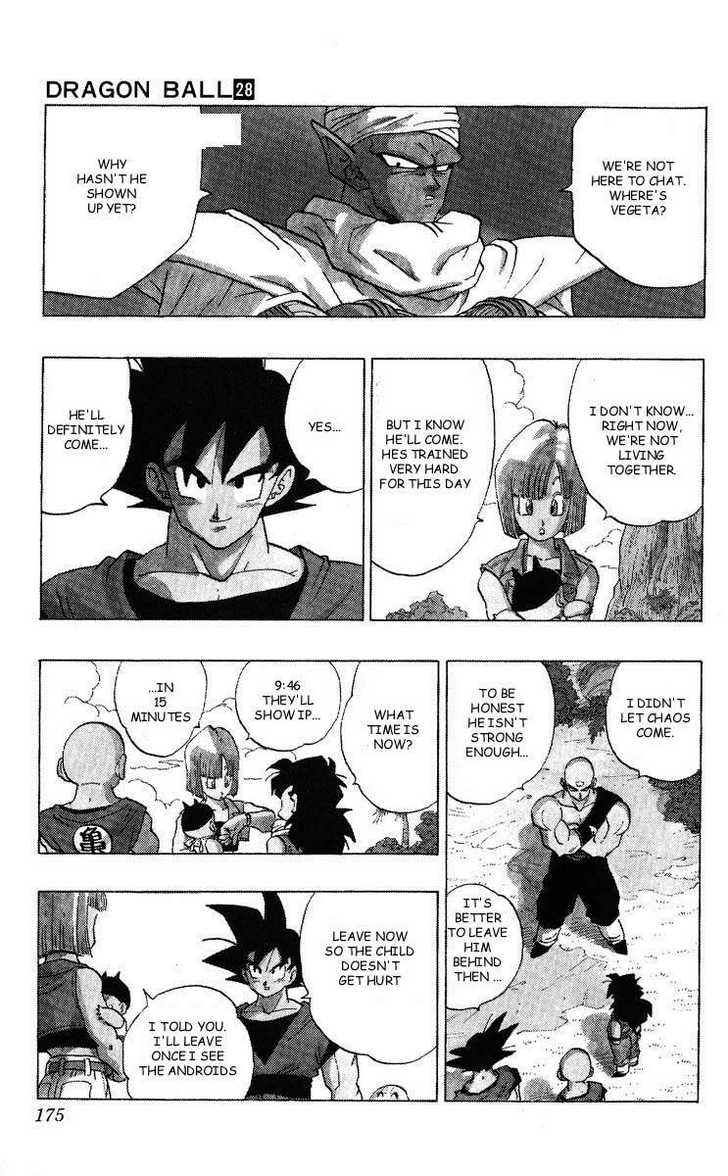 DRAGON BALL 28
WE'RE NOT
HERE TO CHAT.
WHERE'S
VEGETA?
WHY
HASN'T HE
SHOWN
UP YET?
I DON'T KNOW...
RIGHT NOW,
WE'RE NOT
LIVING
TOGETHER
BUT I KNOW
HE'LL COME.
HES TRAINED
VERY HARD
FOR THIS DAY
YES...
HE'LL
DEFINITELY
COME...
I DIDN'T
LET CHAOS
COME.
TO BE
HONEST
HE ISN'T
STRONG
ENOUGH...
IT'S
BETTER
TO LEAVE
HIM
BEHIND
THEN ...
WHAT
TIME IS
NOW?
9:46
THEY'LL
SHOW IP...
...IN
15
MINUTES
亀
LEAVE NOW
SO THE CHILD
DOESN'T
GET HURT
I TOLD YOU.
I'LL LEAVE
ONCE I SEE
THE ANDROIDS
175